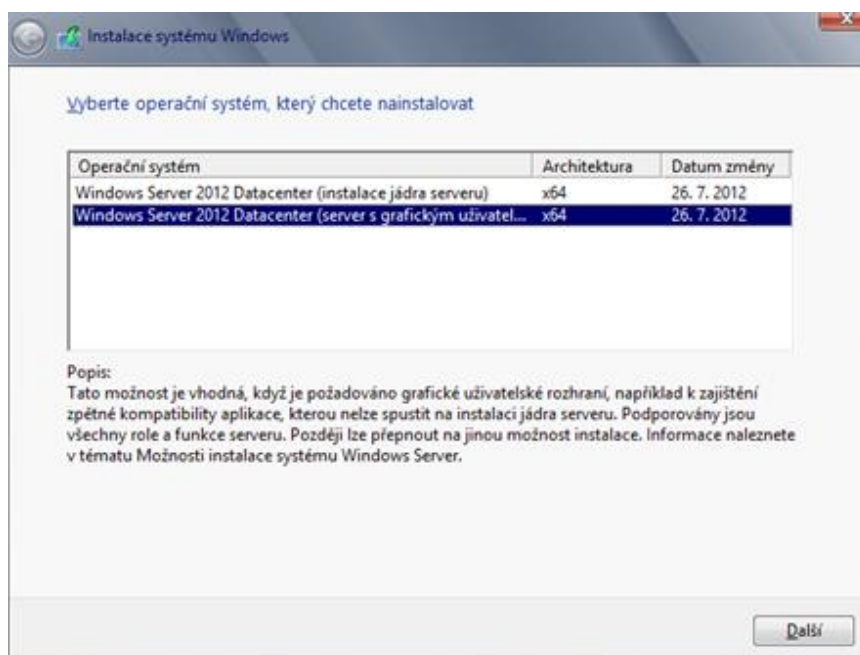 Instalace systému Windows
Vyberte operační systém, který chcete nainstalovat
Operační systém Architektura Datum změny
Windows Server 2012 Datacenter (instalace jádra serveru) x64 26. 7. 2012
Windows Server 2012 Datacenter (server s grafickým uživatel... x64 26. 7. 2012
Popis:
Tato možnost je vhodná, když je požadováno grafické uživatelské rozhraní, například k zajištění
zpětné kompatibility aplikace, kterou nelze spustit na instalaci jádra serveru. Podporovány jsou
všechny role a funkce serveru. Později lze přepnout na jinou možnost instalace. Informace naleznete
v tématu Možnosti instalace systému Windows Server.
Další